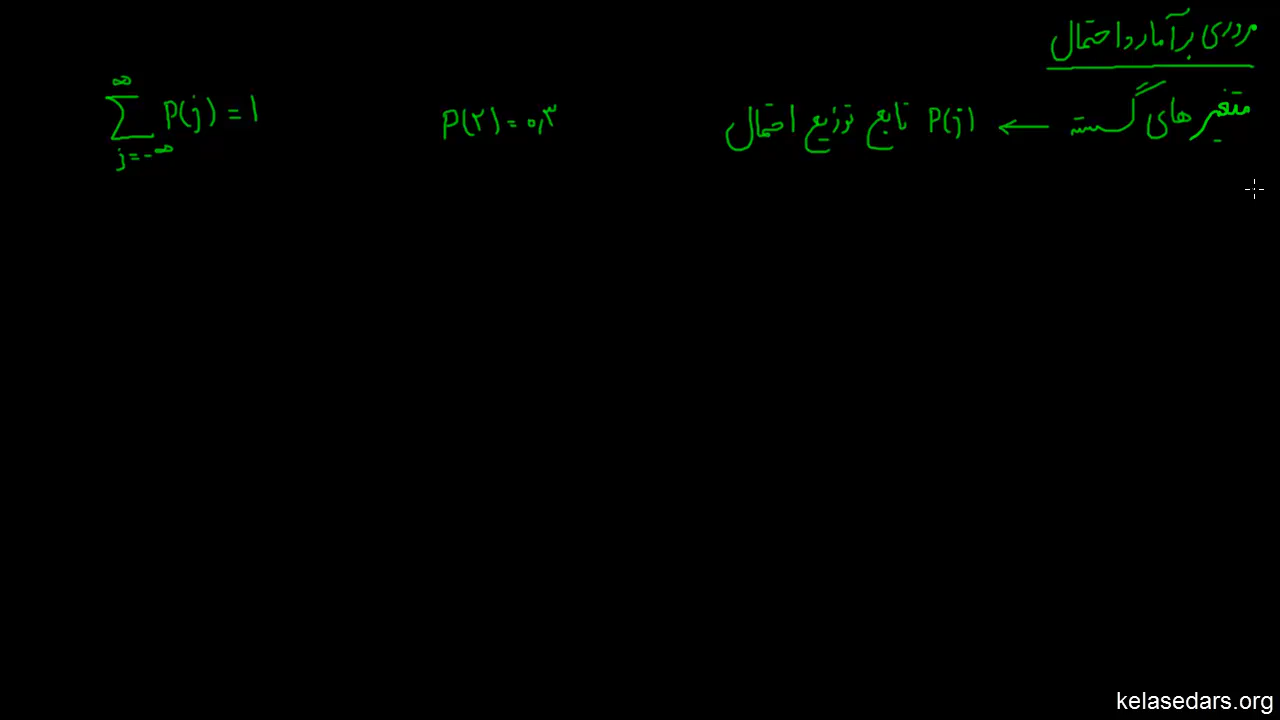 مروری بر آمار و احتمال
متغیرهای گسسته ← P(j) تابع توزیع احتمال P(۲) = ۰٫۳ ∑_{j=-∞}^{∞} P(j) = 1
kelasedars.org